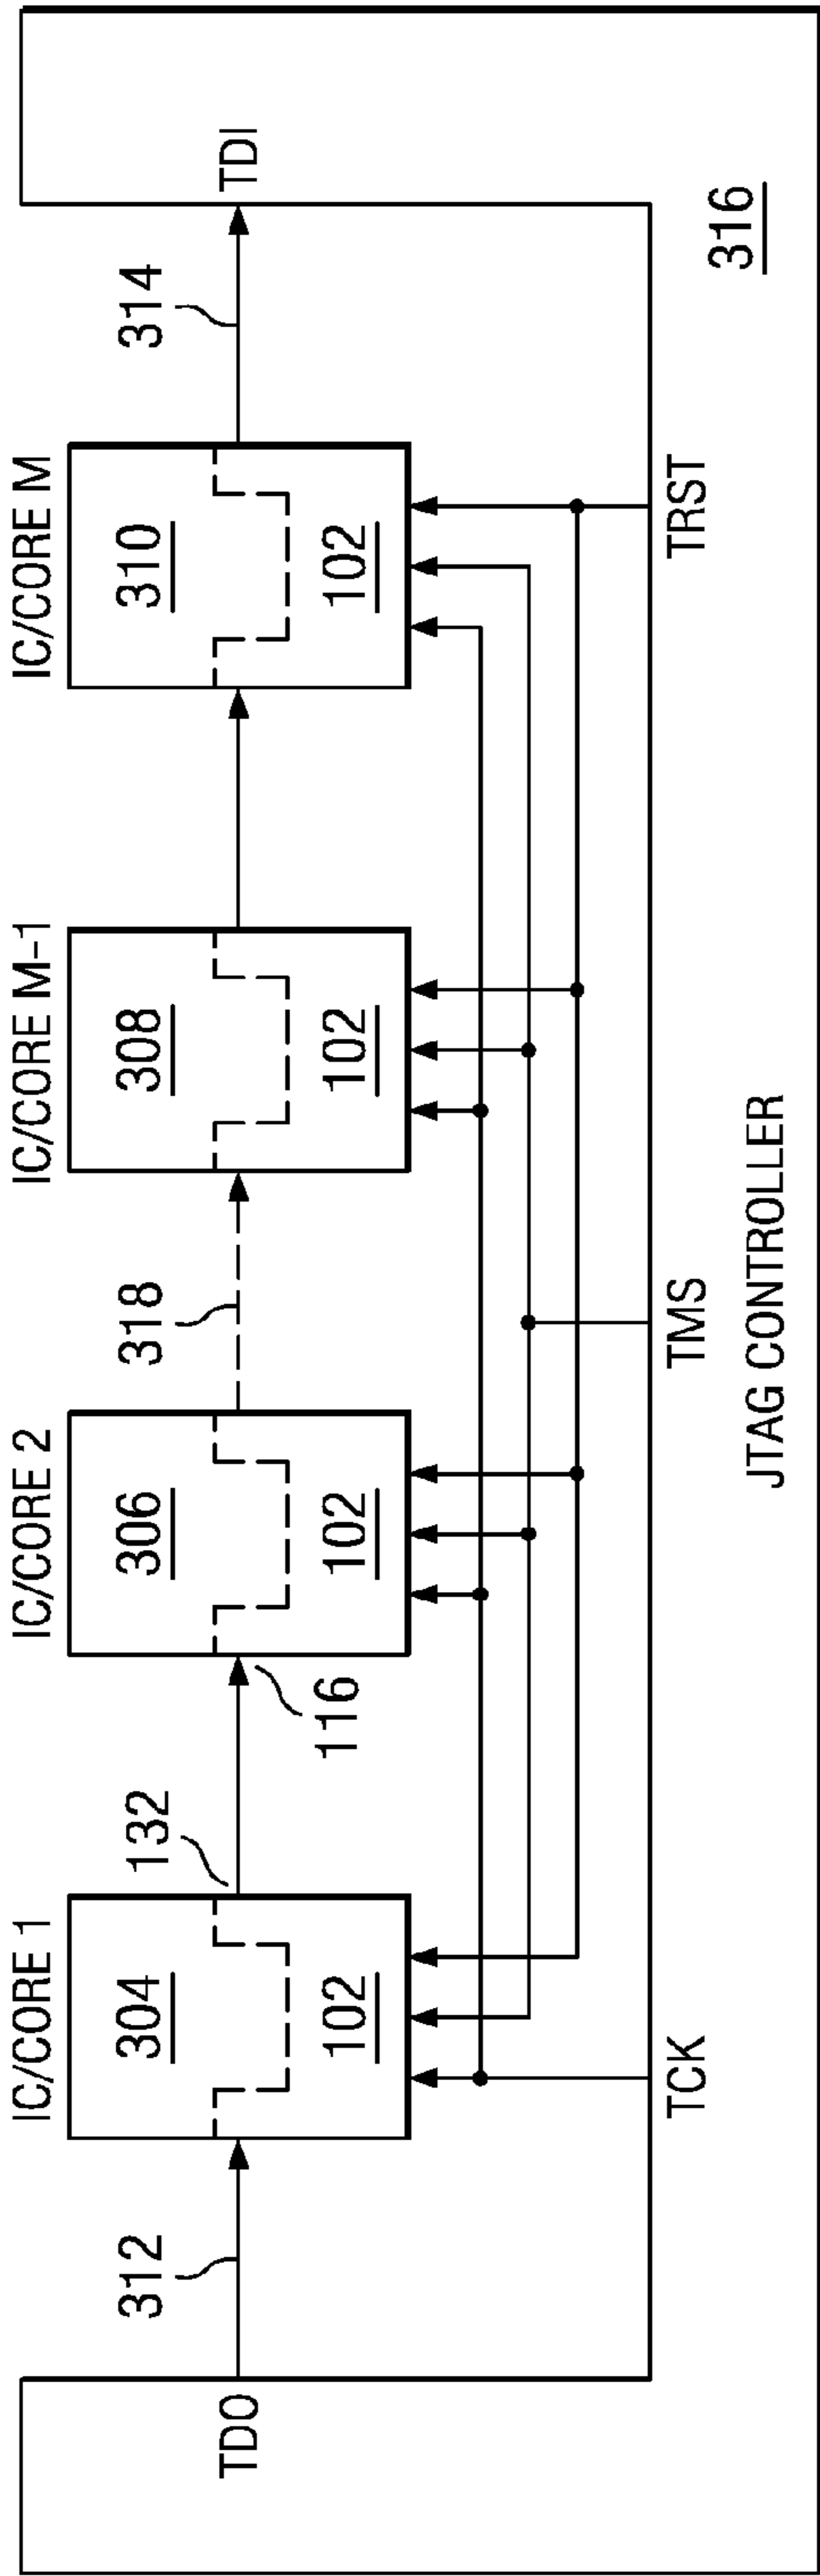 IC/CORE 1
IC/CORE 2
IC/CORE M-1
IC/CORE M
312
304
132
306
318
308
310
314
TDO
TDI
102
116
102
102
102
TCK
TMS
TRST
JTAG CONTROLLER
316